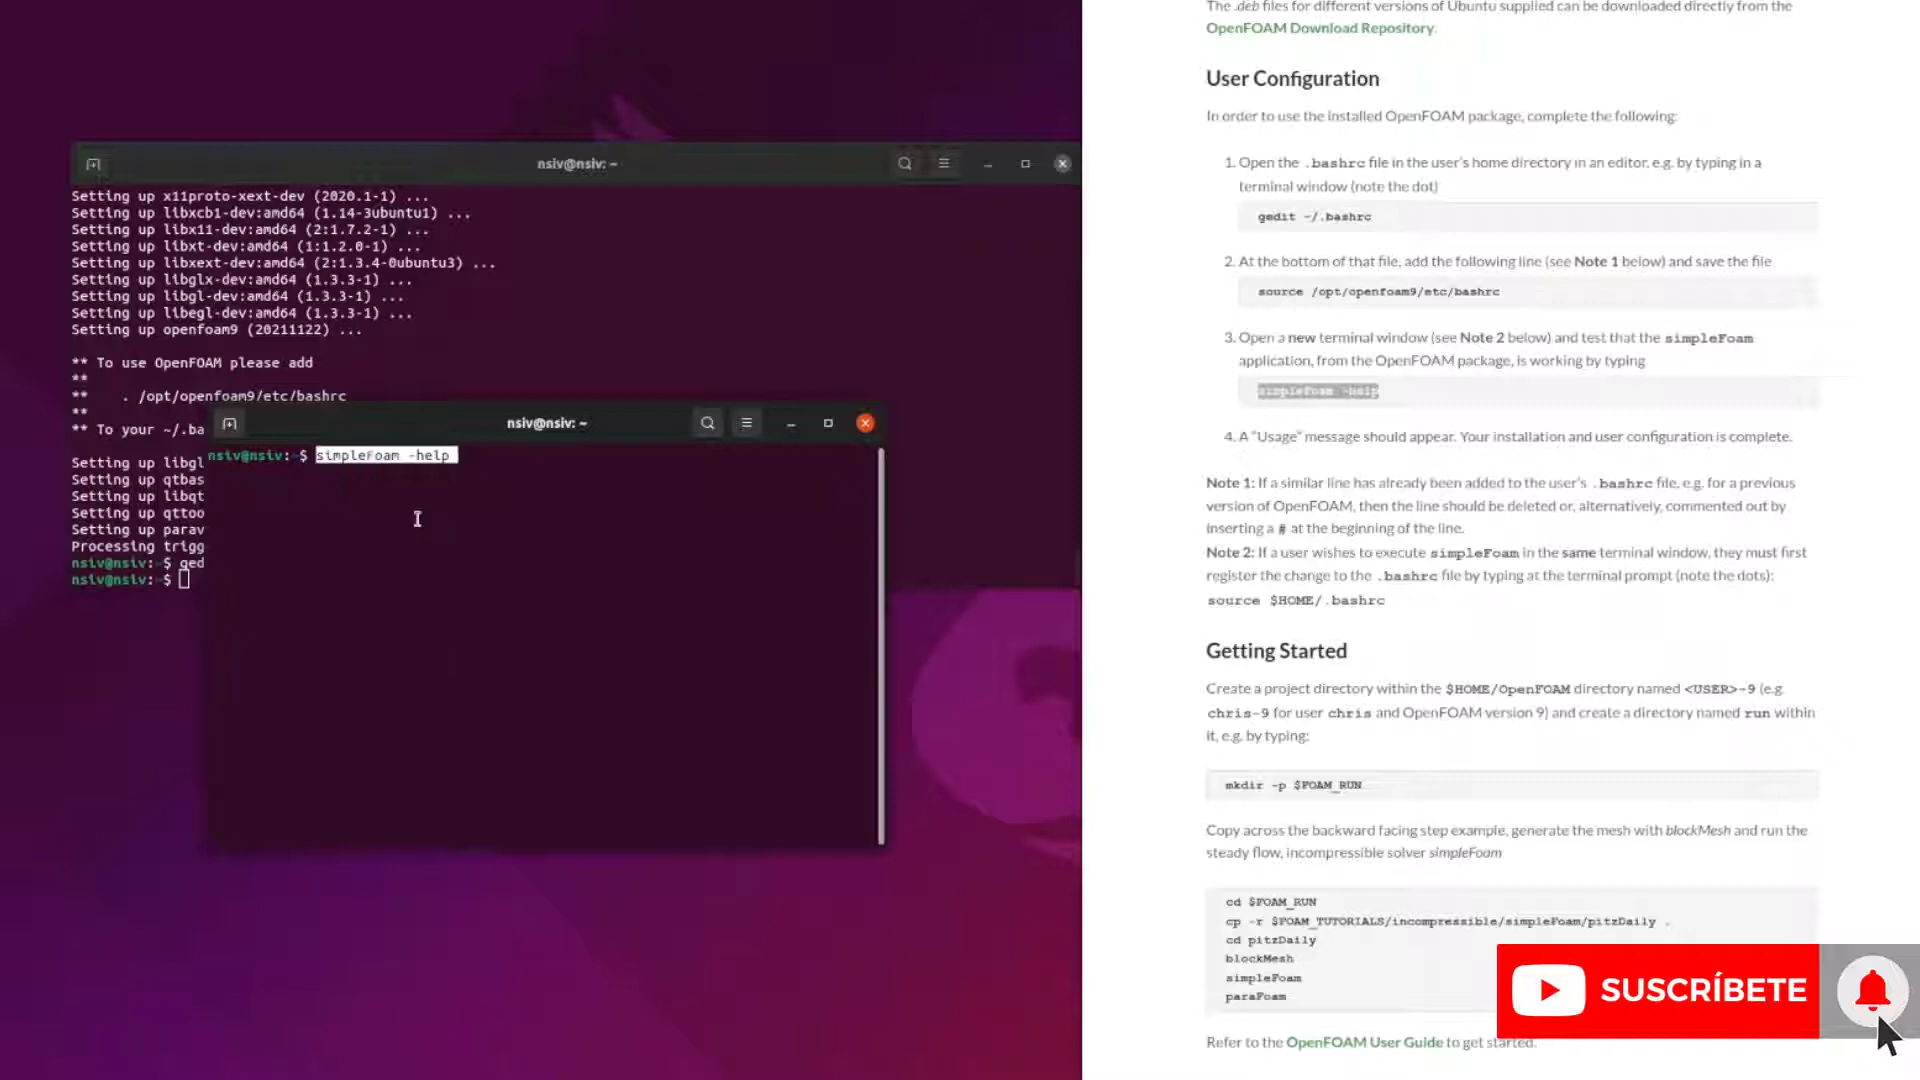 nsiv@nsiv: ~
Setting up x11proto-xext-dev (2020.1-1) ...
Setting up libxcb1-dev:amd64 (1.14-3ubuntu1) ...
Setting up libx11-dev:amd64 (2:1.7.2-1) ...
Setting up libxt-dev:amd64 (1:1.2.0-1) ...
Setting up libxext-dev:amd64 (2:1.3.4-0ubuntu3) ...
Setting up libglx-dev:amd64 (1.3.3-1) ...
Setting up libgl-dev:amd64 (1.3.3-1) ...
Setting up libegl-dev:amd64 (1.3.3-1) ...
Setting up openfoam9 (20211122) ...
** To use OpenFOAM please add
**
** . /opt/openfoam9/etc/bashrc
**
** To your ~/.ba
Setting up libgl
Setting up qtbas
Setting up libqt
Setting up qttoo
Setting up parav
Processing trigg
nsiv@nsiv:~$ ged
nsiv@nsiv:~$
nsiv@nsiv: ~
nsiv@nsiv:~$ simpleFoam -help
The .deb files for different versions of Ubuntu supplied can be downloaded directly from the
OpenFOAM Download Repository.
User Configuration
In order to use the installed OpenFOAM package, complete the following:
1. Open the .bashrc file in the user's home directory in an editor, e.g. by typing in a
terminal window (note the dot)
gedit ~/.bashrc
2. At the bottom of that file, add the following line (see Note 1 below) and save the file
source /opt/openfoam9/etc/bashrc
3. Open a new terminal window (see Note 2 below) and test that the simpleFoam
application, from the OpenFOAM package, is working by typing
simpleFoam -help
4. A "Usage" message should appear. Your installation and user configuration is complete.
Note 1: If a similar line has already been added to the user's .bashrc file, e.g. for a previous
version of OpenFOAM, then the line should be deleted or, alternatively, commented out by
inserting a # at the beginning of the line.
Note 2: If a user wishes to execute simpleFoam in the same terminal window, they must first
register the change to the .bashrc file by typing at the terminal prompt (note the dots):
source $HOME/.bashrc
Getting Started
Create a project directory within the $HOME/OpenFOAM directory named <USER>-9 (e.g.
chris-9 for user chris and OpenFOAM version 9) and create a directory named run within
it, e.g. by typing:
mkdir -p $FOAM_RUN
Copy across the backward facing step example, generate the mesh with blockMesh and run the
steady flow, incompressible solver simpleFoam
cd $FOAM_RUN
cp -r $FOAM_TUTORIALS/incompressible/simpleFoam/pitzDaily .
cd pitzDaily
blockMesh
simpleFoam
paraFoam
SUSCRÍBETE
Refer to the OpenFOAM User Guide to get started.